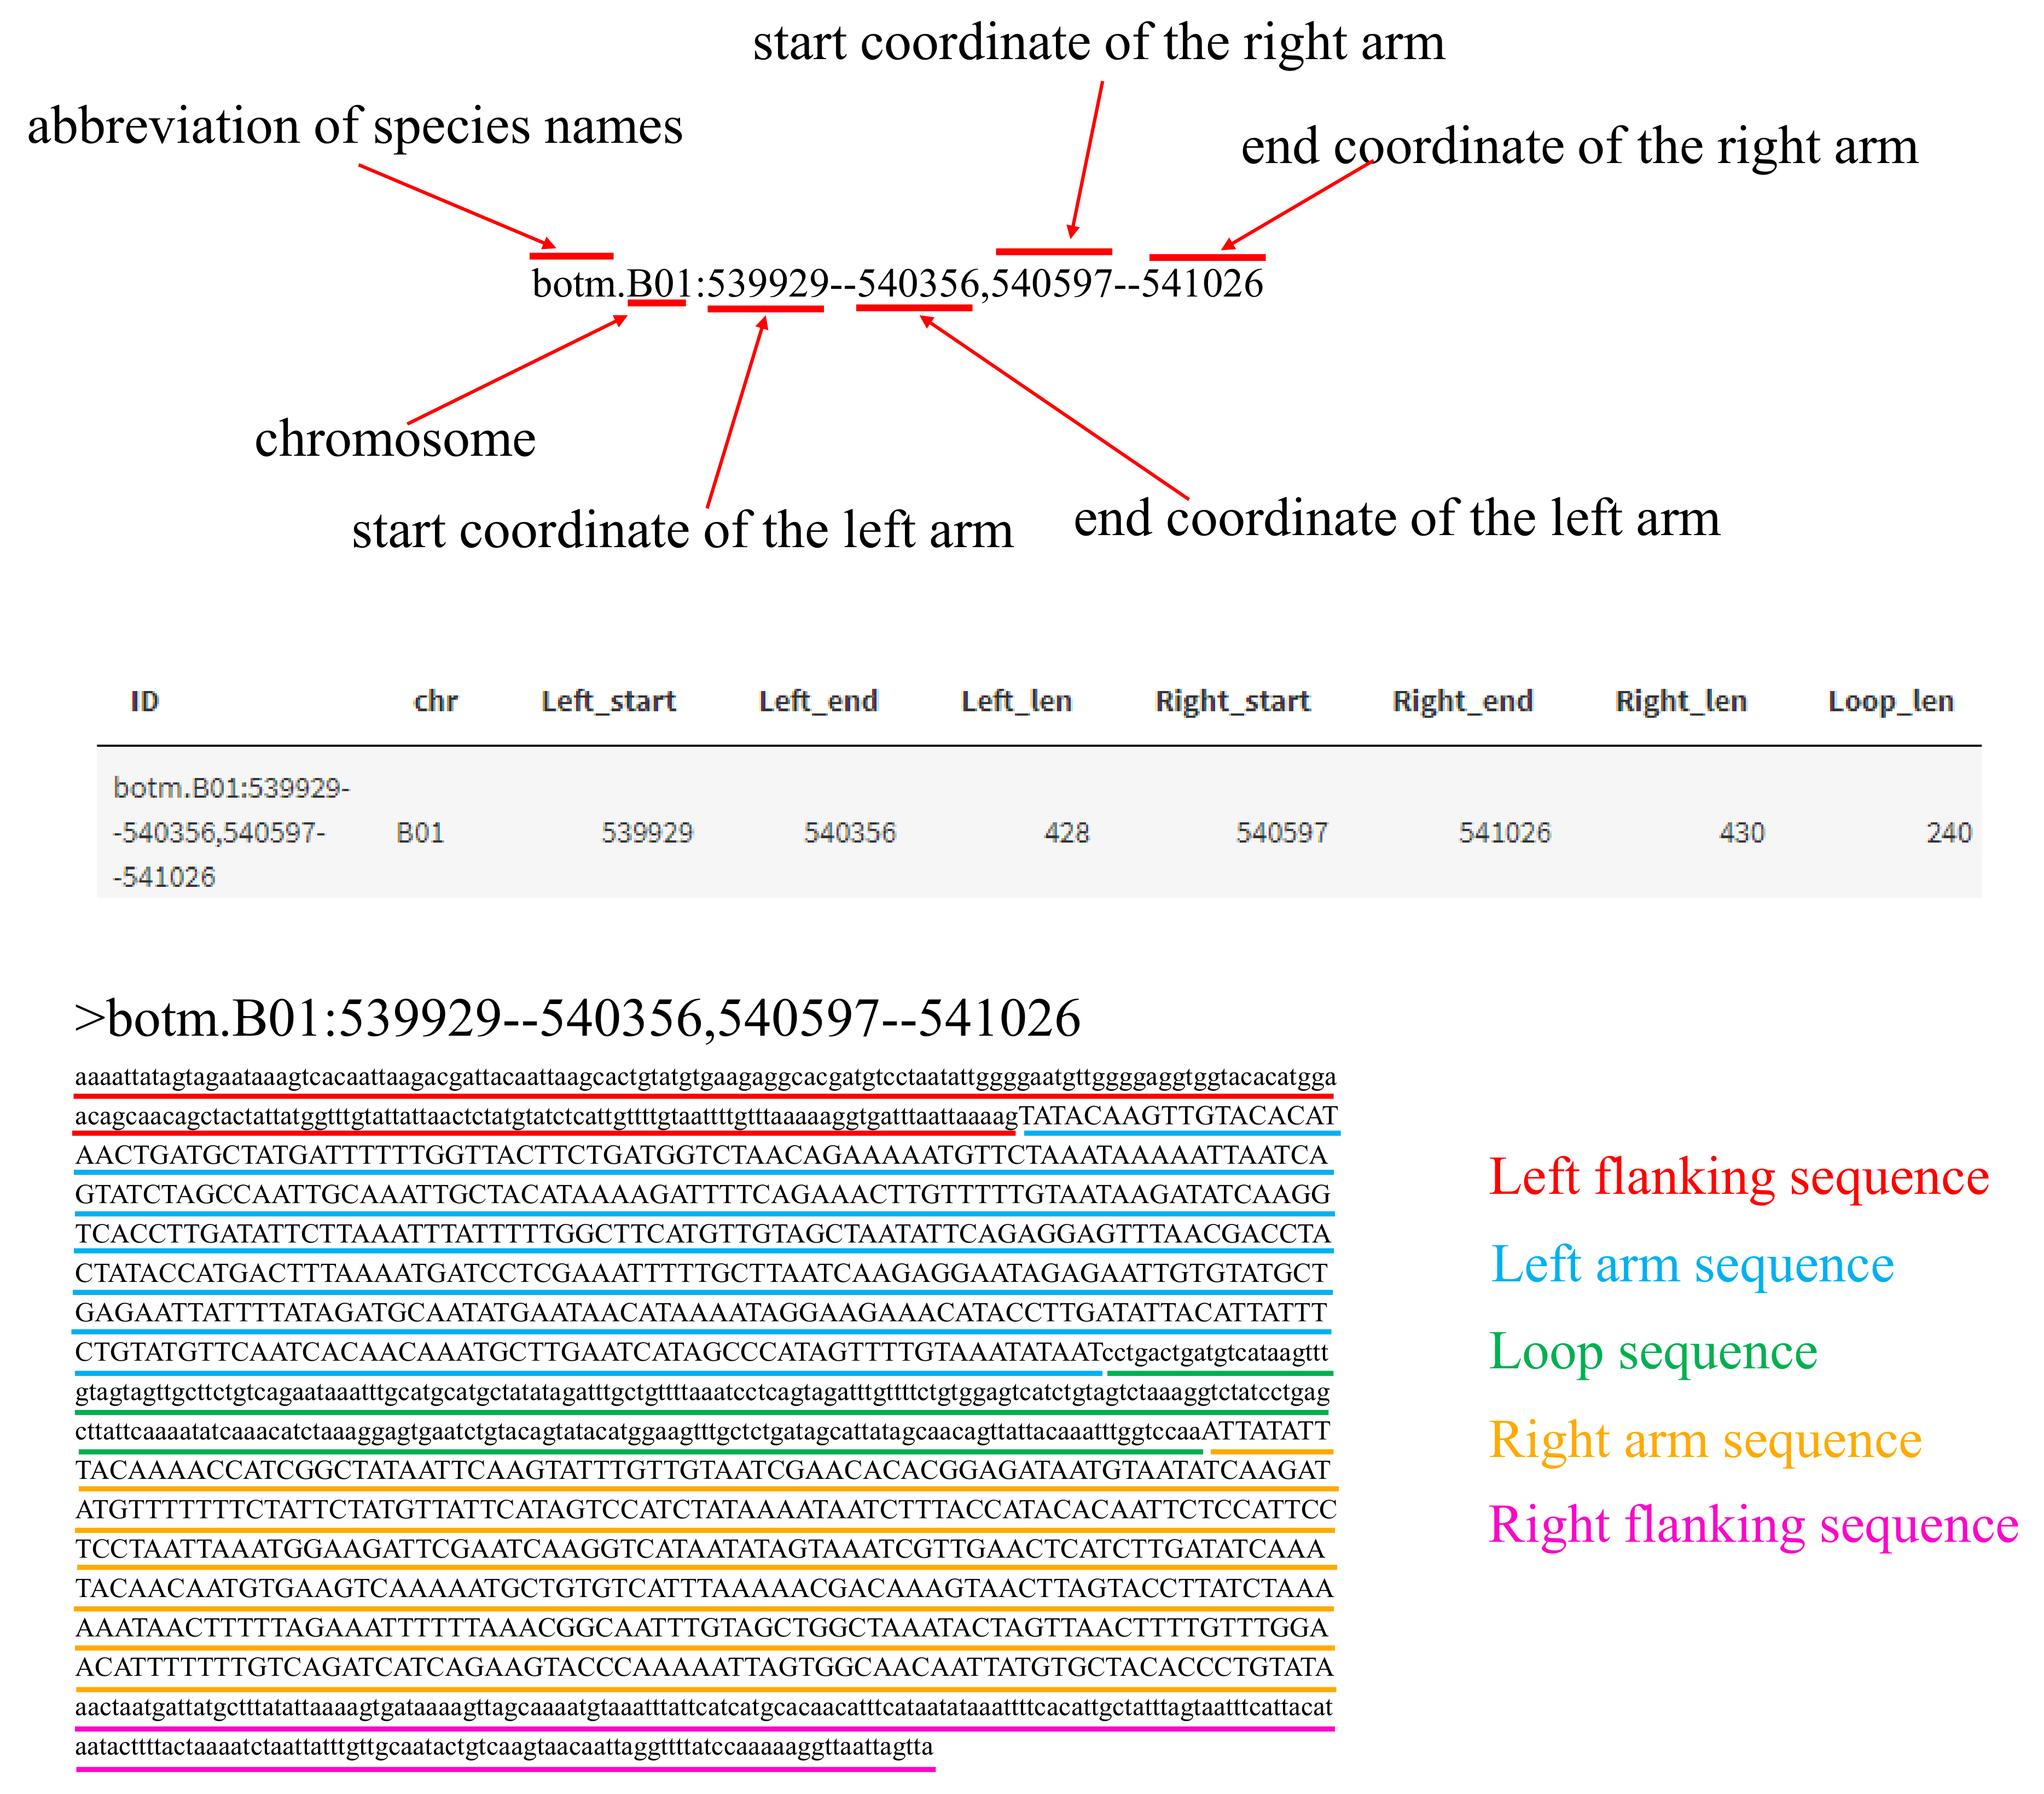 start coordinate of the right arm
abbreviation of species names
end coordinate of the right arm
botm.B01:539929--540356,540597--541026
chromosome
start coordinate of the left arm
end coordinate of the left arm
ID chr Left_start Left_end Left_len Right_start Right_end Right_len Loop_len
botm.B01:539929-
-540356,540597- B01 539929 540356 428 540597 541026 430 240
-541026
>botm.B01:539929--540356,540597--541026
aaaattatagtagaataaagtcacaattaagacgattacaattaagcactgtatgtgaagaggcacgatgtcctaatattggggaatgttggggaggtggtacacatgga
acagcaacagctactattatggtttgtattattaactctatgtatctcattgttttgtaattttgtttaaaaaaggtgatttaattaaaagTATACAAGTTGTACACAT
AACTGATGCTATGATTTTTTGGTTACTTCTGATGGTCTAACAGAAAAATGTTCTAAATAAAAATTAATCA
GTATCTAGCCAATTGCAAATTGCTACATAAAAGATTTTCAGAAACTTGTTTTTGTAATAAGATATCAAGG
TCACCTTGATATTCTTAAATTTATTTTTGGCTTCATGTTGTAGCTAATATTCAGAGGAGTTTAACGACCTA
CTATACCATGACTTTAAAATGATCCTCGAAATTTTTGCTTAATCAAGAGGAATAGAGAATTGTGTATGCT
GAGAATTATTTTATAGATGCAATATGAATAACATAAAATAGGAAGAAACATACCTTGATATTACATTATTT
CTGTATGTTCAATCACAACAAATGCTTGAATCATAGCCCATAGTTTTGTAAATATAATcctgactgatgtcataagttt
gtagtagttgcttctgtcagaataaatttgcatgcatgctatatagatttgctgttttaaatcctcagtagatttgttttctgtggagtcatctgtagtctaaaggtctatcctgag
cttattcaaaatatcaaacatctaaaggagtgaatctgtacagtatacatggaagtttgctctgatagcattatagcaacagttattacaaatttggtccaaATTATATT
TACAAAACCATCGGCTATAATTCAAGTATTTGTTGTAATCGAACACACGGAGATAATGTAATATCAAGAT
ATGTTTTTTTCTATTCTATGTTATTCATAGTCCATCTATAAAATAATCTTTACCATACACAATTCTCCATTCC
TCCTAATTAAATGGAAGATTCGAATCAAGGTCATAATATAGTAAATCGTTGAACTCATCTTGATATCAAA
TACAACAATGTGAAGTCAAAAATGCTGTGTCATTTAAAAACGACAAAGTAACTTAGTACCTTATCTAAA
AAATAACTTTTTAGAAATTTTTTAAACGGCAATTTGTAGCTGGCTAAATACTAGTTAACTTTTGTTTGGA
ACATTTTTTTGTCAGATCATCAGAAGTACCCAAAAATTAGTGGCAACAATTATGTGCTACACCCTGTATA
aactaatgattatgctttatattaaaagtgataaaagttagcaaaatgtaaatttattcatcatgcacaacatttcataatataaattttcacattgctatttagtaatttcattacat
aatacttttactaaaatctaattatttgttgcaatactgtcaagtaacaattaggttttatccaaaaaggttaattagtta
Left flanking sequence
Left arm sequence
Loop sequence
Right arm sequence
Right flanking sequence